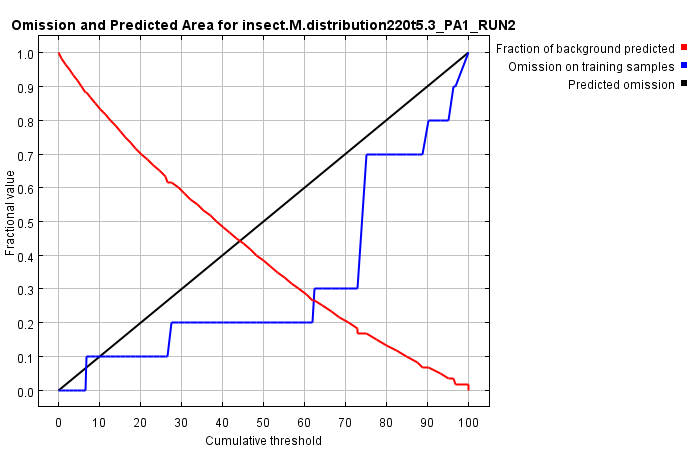 Omission and Predicted Area for insect.M.distribution220t5.3_PA1_RUN2
Fraction of background predicted
Omission on training samples
Predicted omission
Fractional value
1.0
0.9
0.8
0.7
0.6
0.5
0.4
0.3
0.2
0.1
0.0
0 10 20 30 40 50 60 70 80 90 100
Cumulative threshold